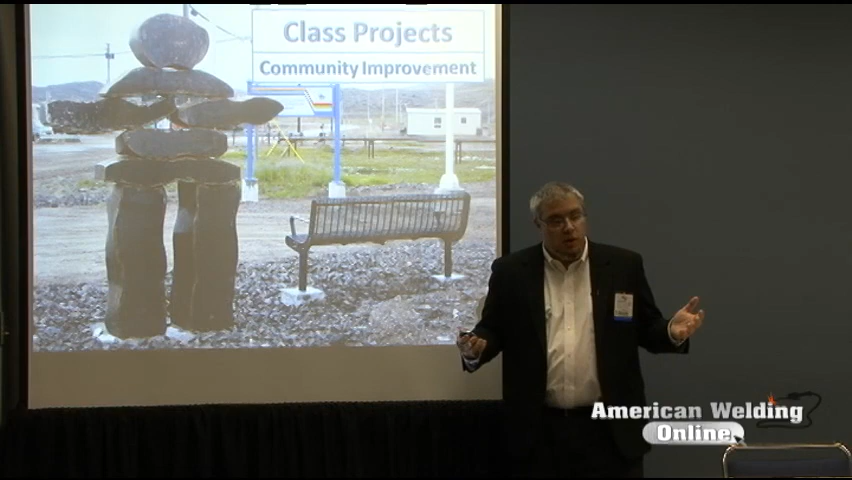 Class Projects
Community Improvement
American Welding
Online